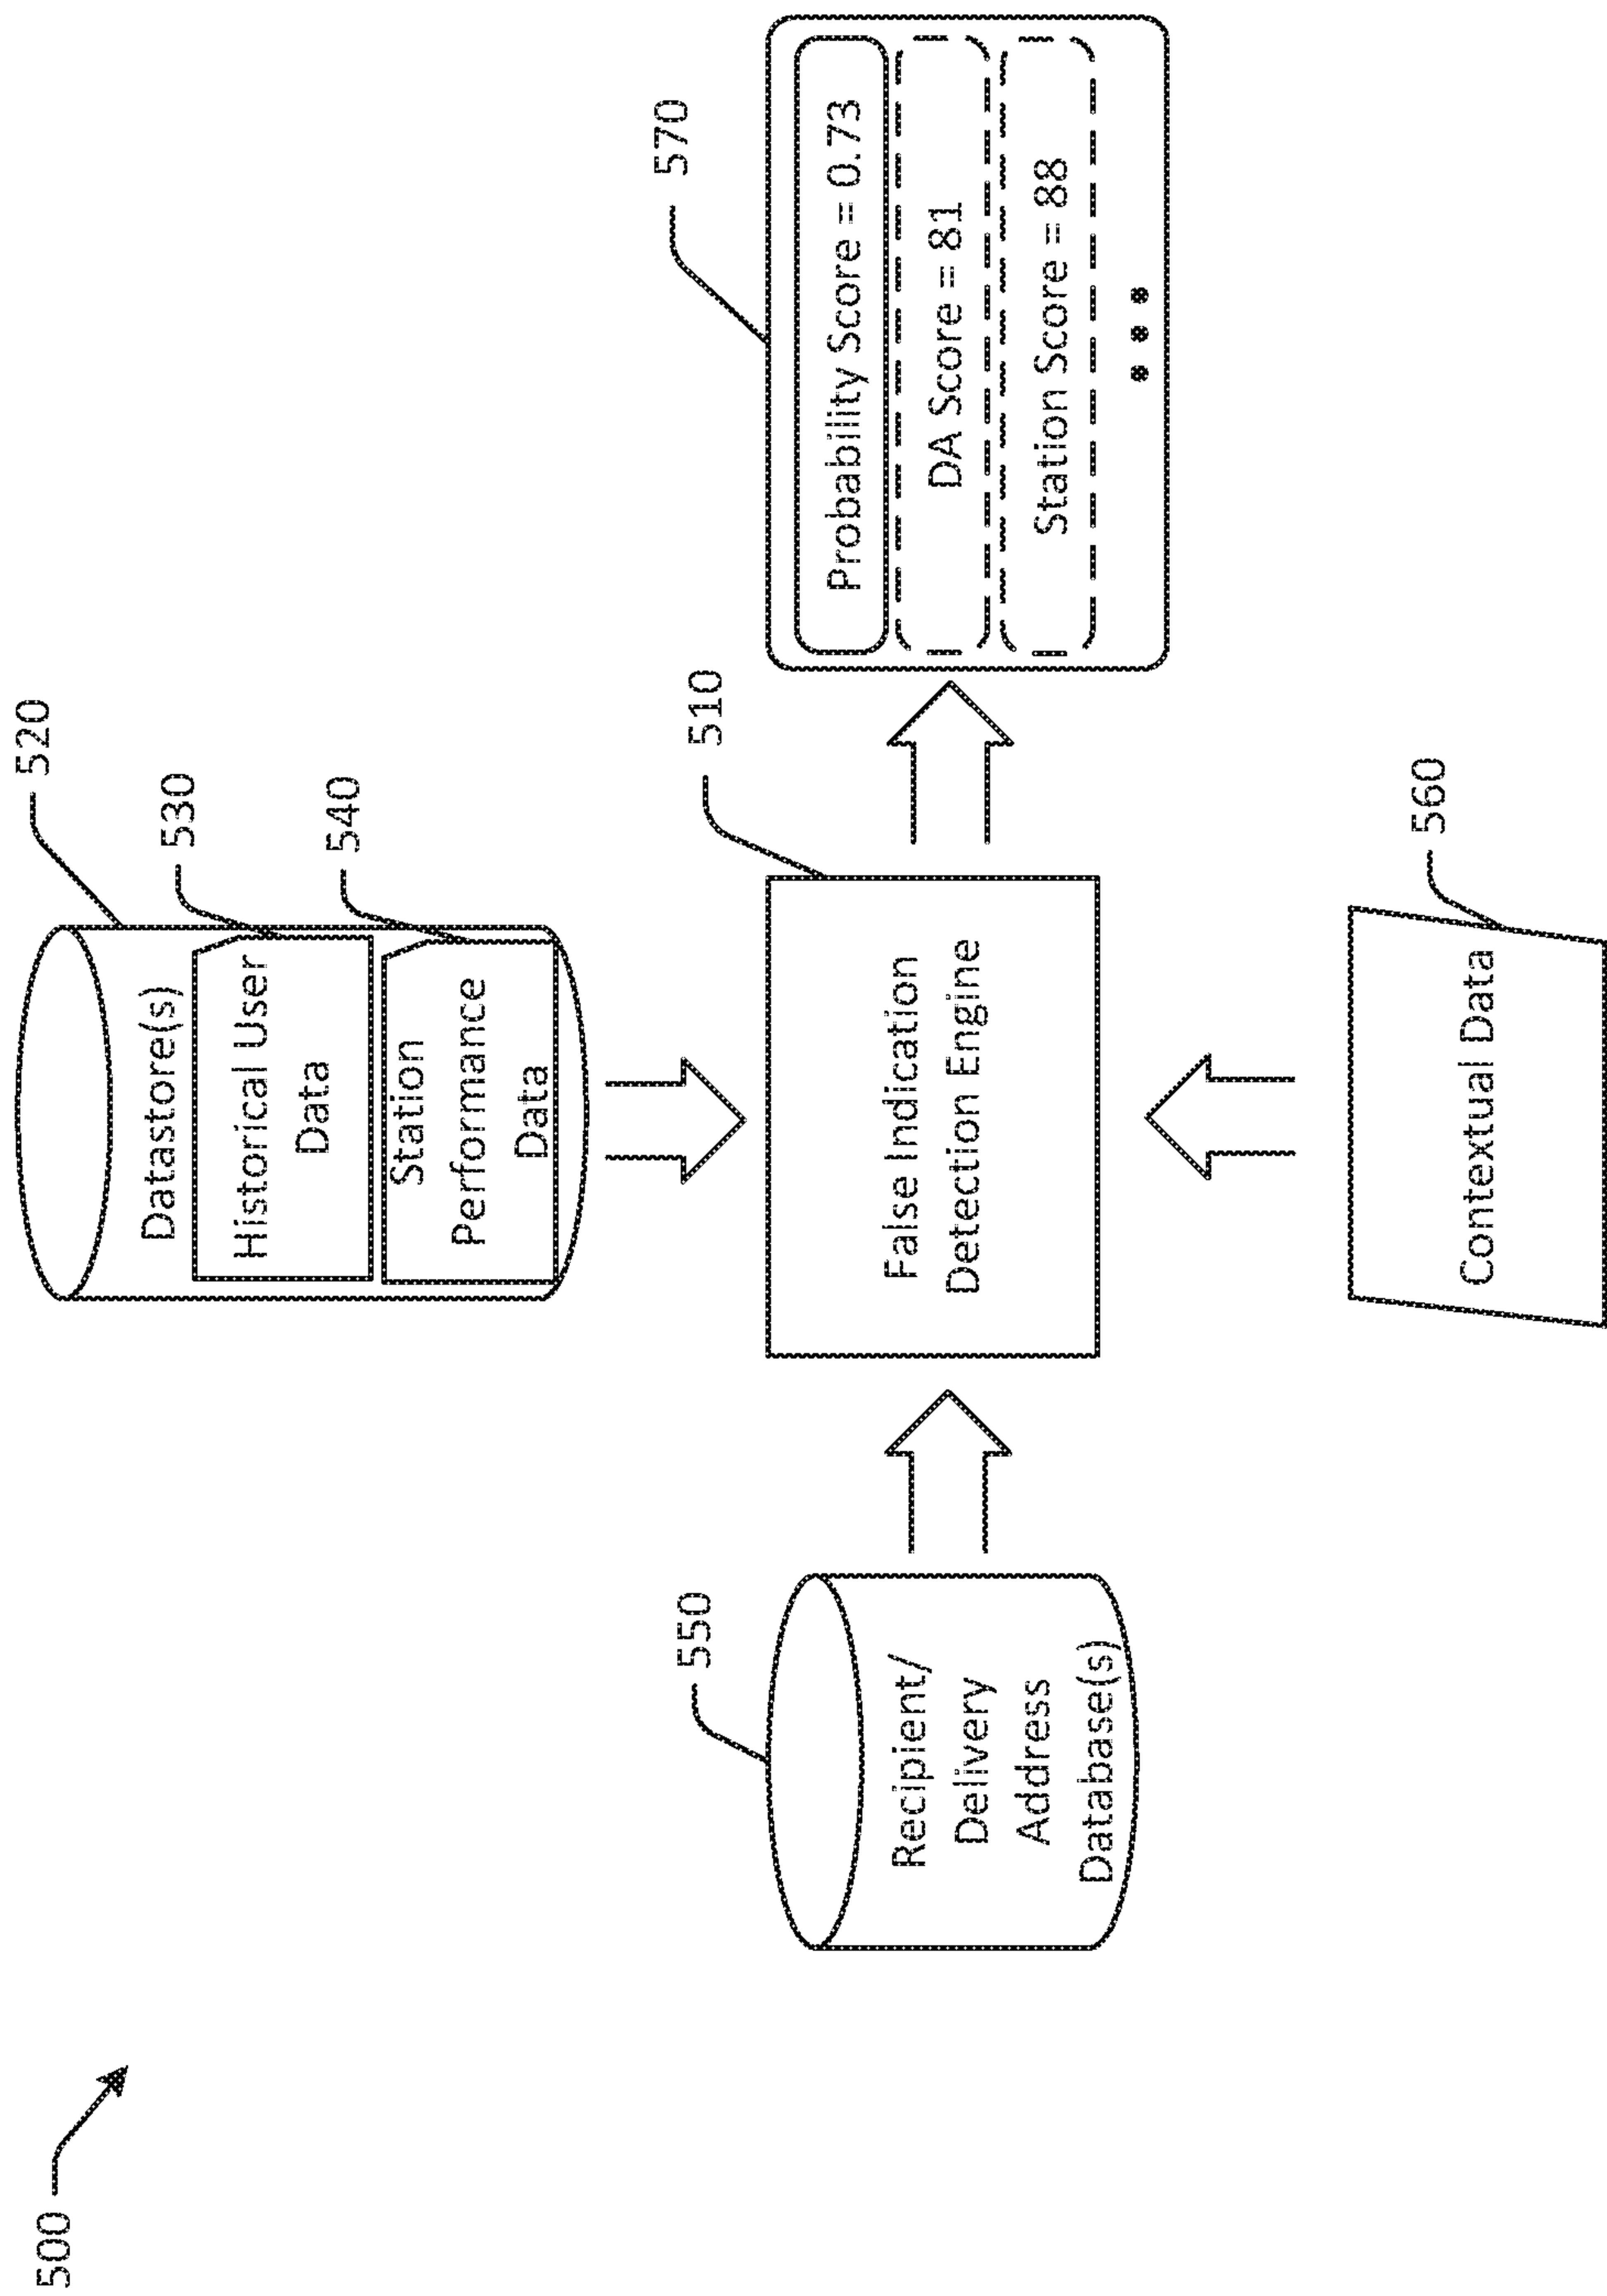 500
520
Datastore(s)
530
Historical User
Data
540
Station
Performance
Data
550
Recipient/
Delivery
Address
Database(s)
510
False Indication
Detection Engine
570
Probability Score = 0.73
DA Score = 81
Station Score = 88
560
Contextual Data